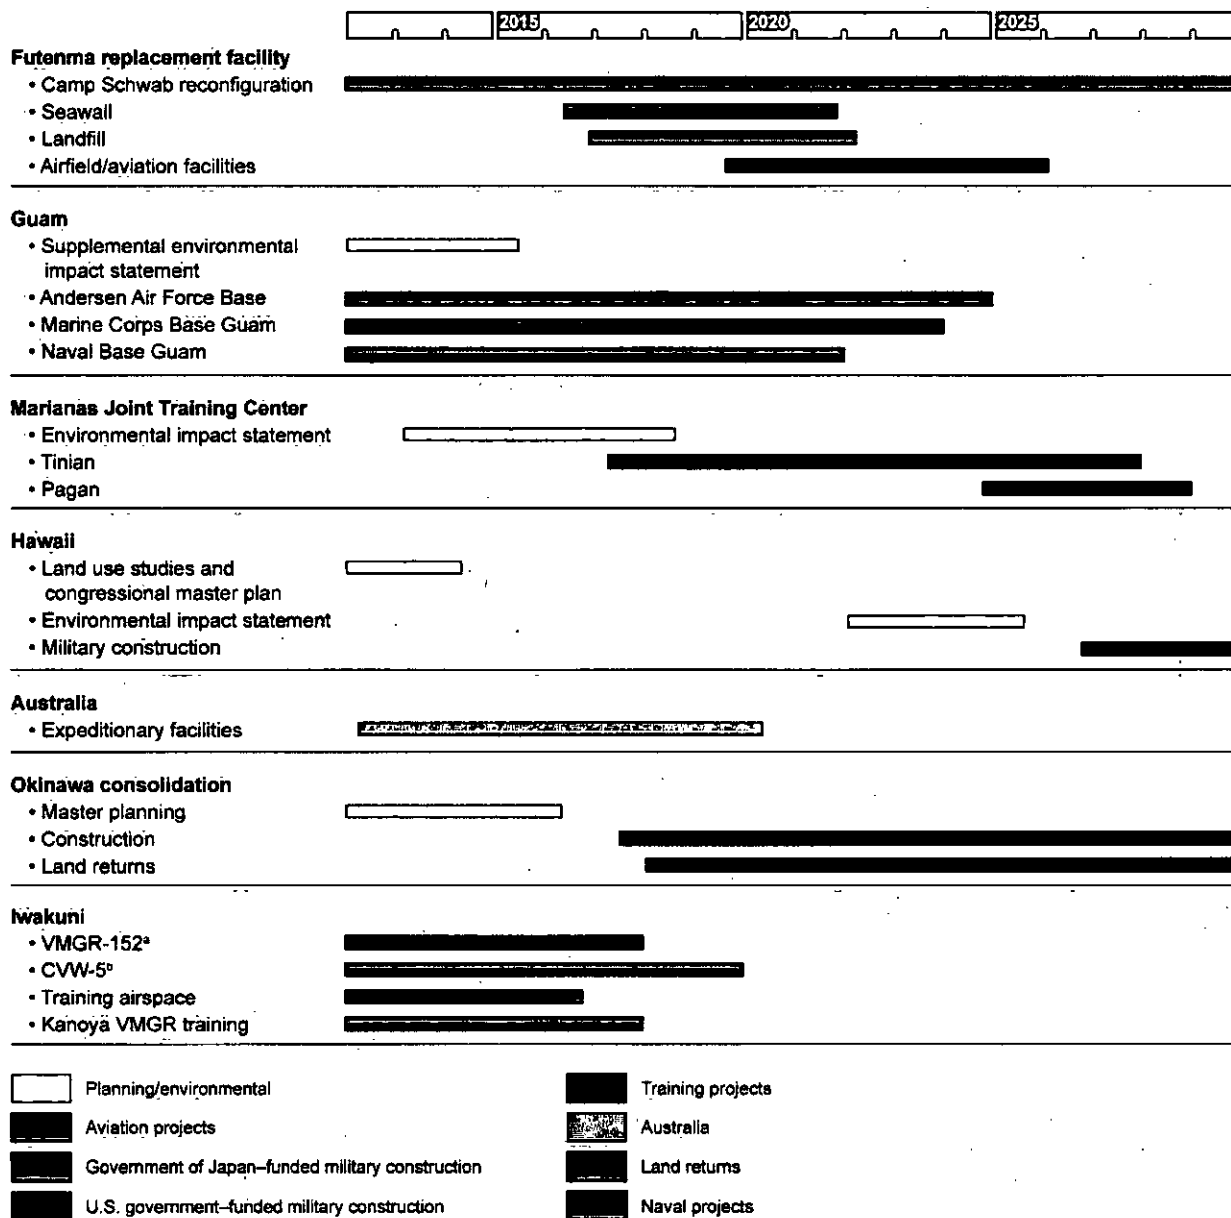 2015 2020 2025
Futenma replacement facility
• Camp Schwab reconfiguration
• Seawall
• Landfill
• Airfield/aviation facilities
Guam
• Supplemental environmental
impact statement
• Andersen Air Force Base
• Marine Corps Base Guam
• Naval Base Guam
Marianas Joint Training Center
• Environmental impact statement
• Tinian
• Pagan
Hawaii
• Land use studies and
congressional master plan
• Environmental impact statement
• Military construction
Australia
• Expeditionary facilities
Okinawa consolidation
• Master planning
• Construction
• Land returns
Iwakuni
• VMGR-152ᵃ
• CVW-5ᵇ
• Training airspace
• Kanoya VMGR training
Planning/environmental
Aviation projects
Government of Japan–funded military construction
U.S. government–funded military construction
Training projects
Australia
Land returns
Naval projects